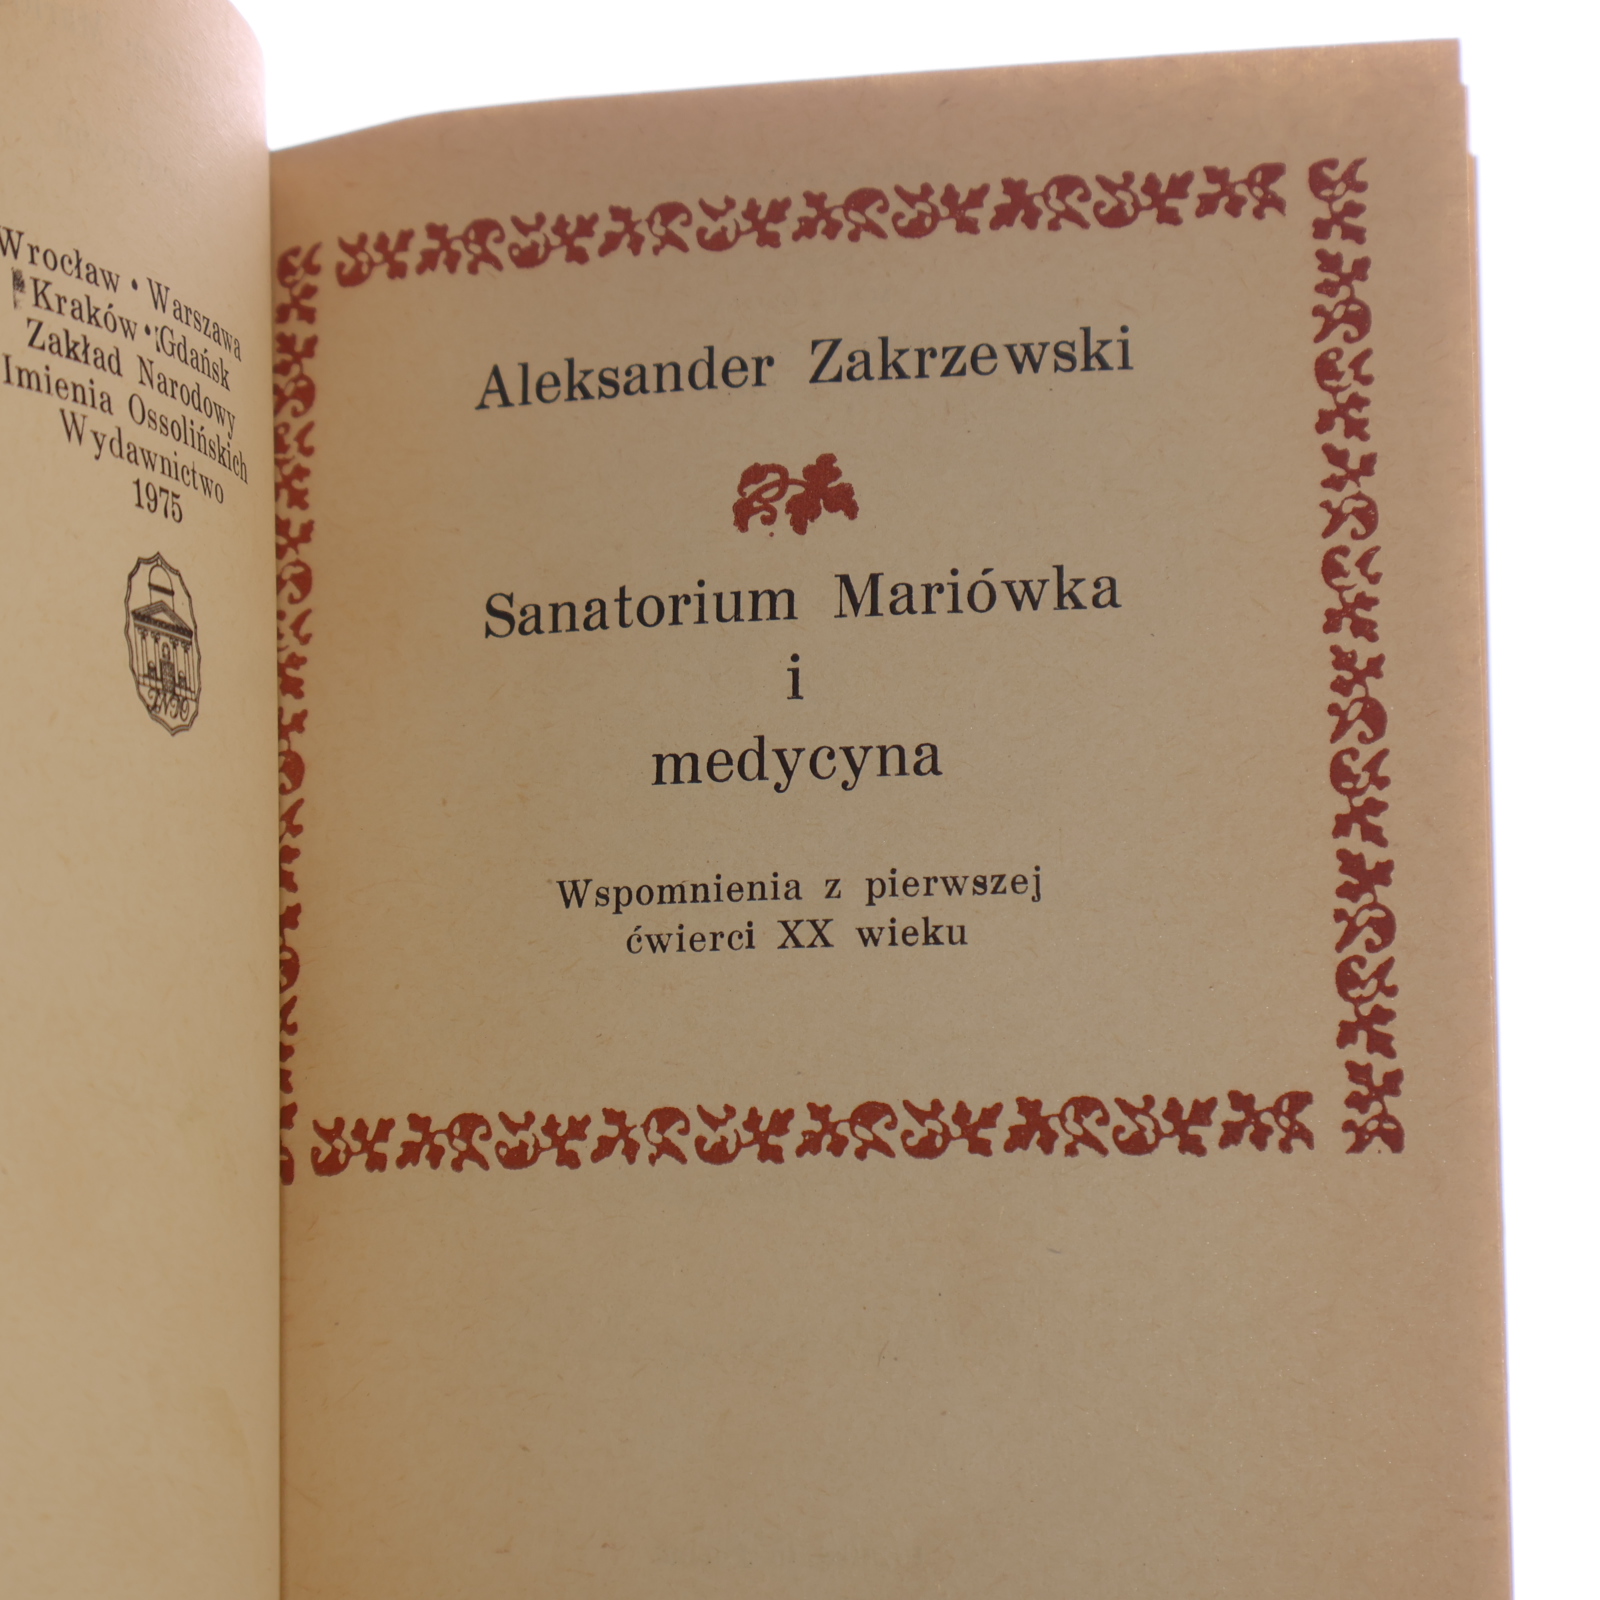 Wrocław • Warszawa
Kraków • Gdańsk
Zakład Narodowy
Imienia Ossolińskich
Wydawnictwo
1975
ZNiO
Aleksander Zakrzewski
Sanatorium Mariówka
i
medycyna
Wspomnienia z pierwszej
ćwierci XX wieku